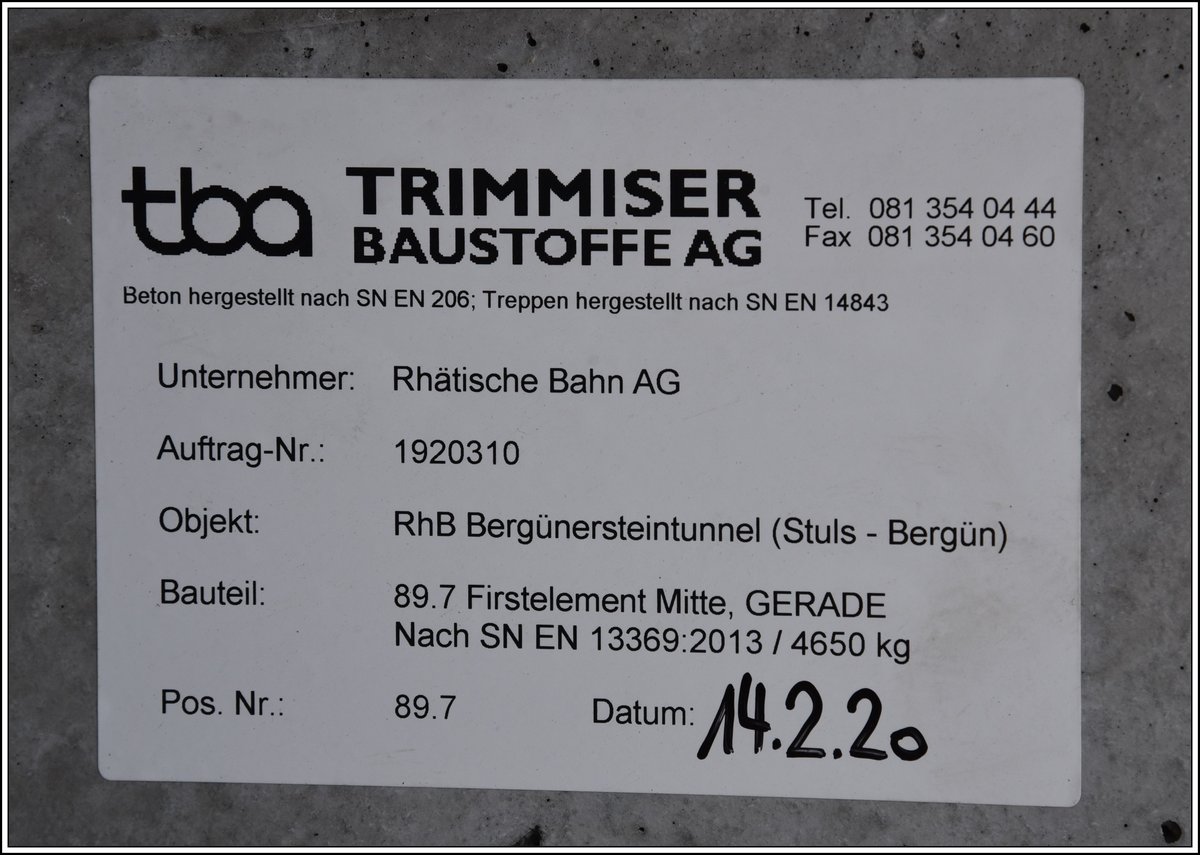 tba TRIMMISER BAUSTOFFE AG
Tel. 081 354 04 44
Fax 081 354 04 60
Beton hergestellt nach SN EN 206; Treppen hergestellt nach SN EN 14843
Unternehmer: Rhätische Bahn AG
Auftrag-Nr.: 1920310
Objekt: RhB Bergünersteintunnel (Stuls - Bergün)
Bauteil: 89.7 Firstelement Mitte, GERADE
Nach SN EN 13369:2013 / 4650 kg
Pos. Nr.: 89.7 Datum: 14.2.20